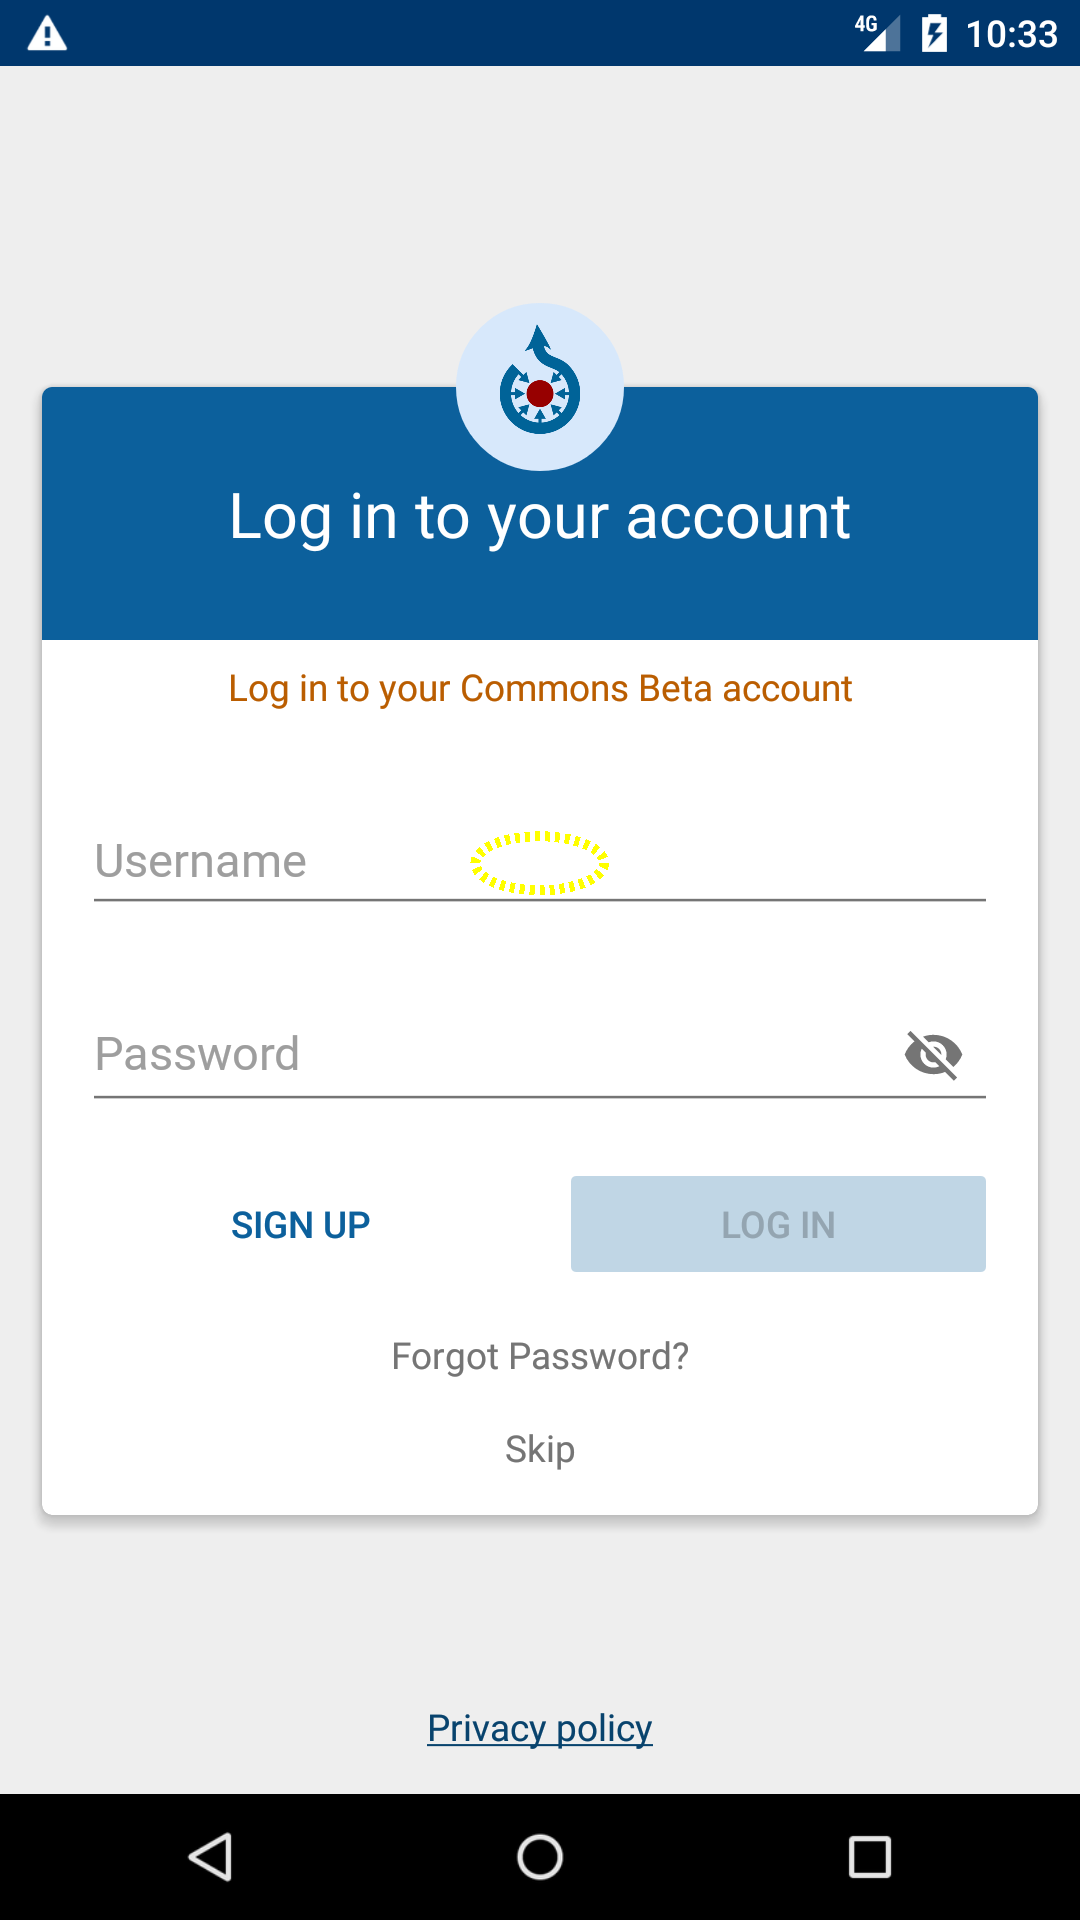 4G 10:33
Log in to your account
Log in to your Commons Beta account
Username
Password
SIGN UP LOG IN
Forgot Password?
Skip
Privacy policy